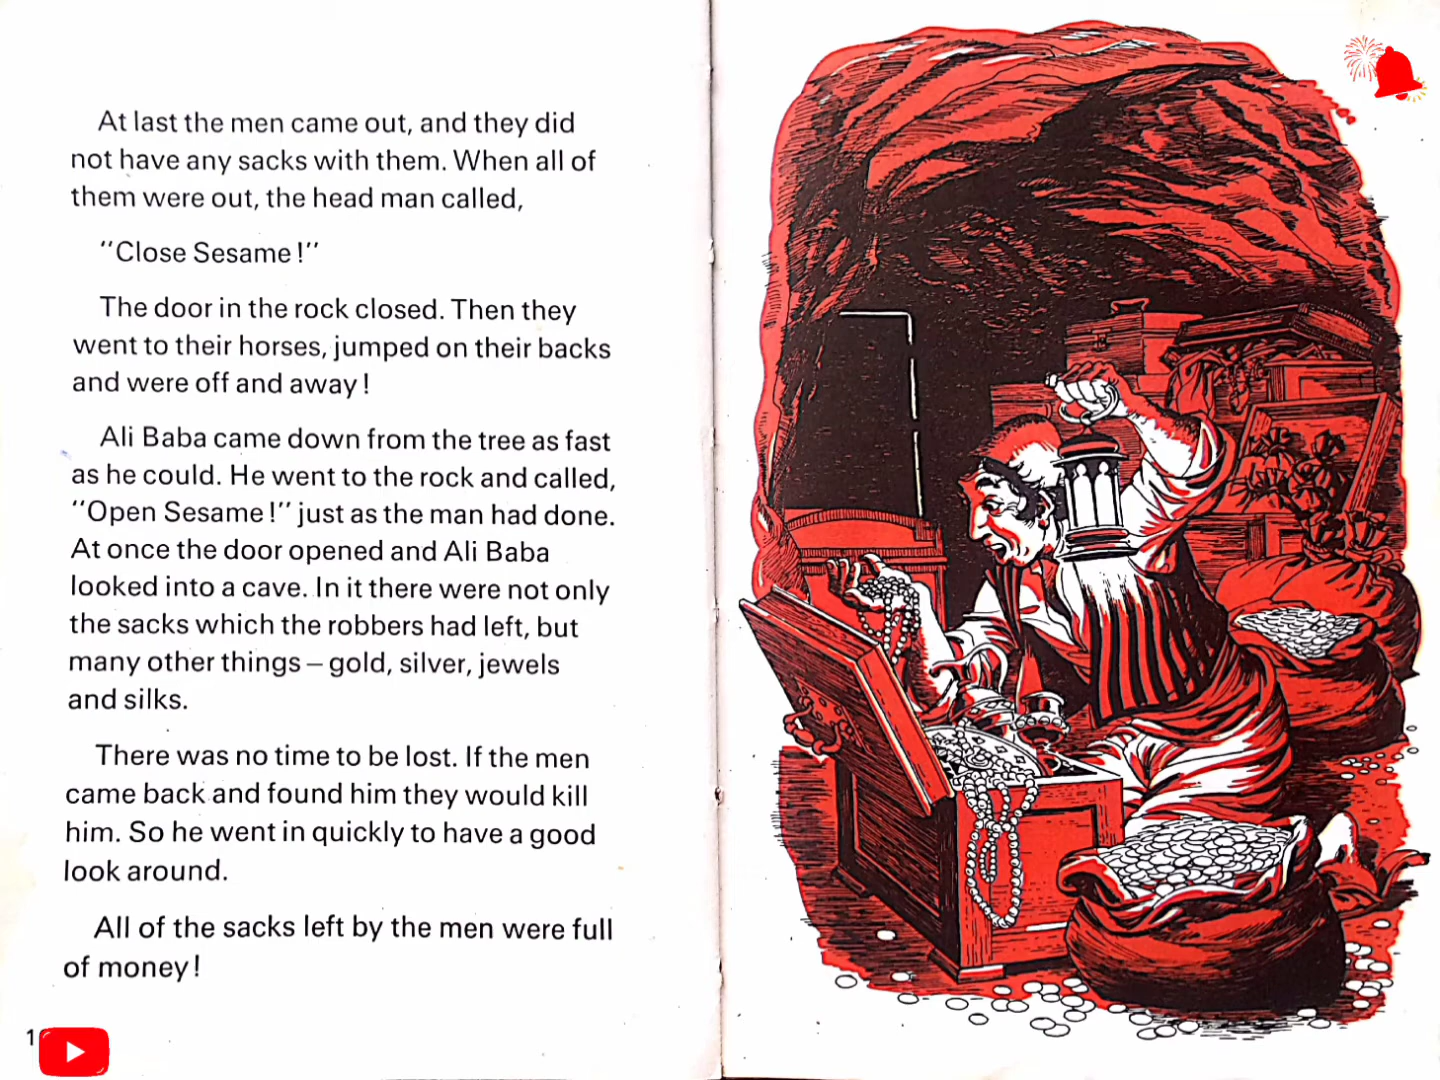 At last the men came out, and they did
not have any sacks with them. When all of
them were out, the head man called,
"Close Sesame!"
The door in the rock closed. Then they
went to their horses, jumped on their backs
and were off and away!
Ali Baba came down from the tree as fast
as he could. He went to the rock and called,
"Open Sesame!" just as the man had done.
At once the door opened and Ali Baba
looked into a cave. In it there were not only
the sacks which the robbers had left, but
many other things – gold, silver, jewels
and silks.
There was no time to be lost. If the men
came back and found him they would kill
him. So he went in quickly to have a good
look around.
All of the sacks left by the men were full
of money!